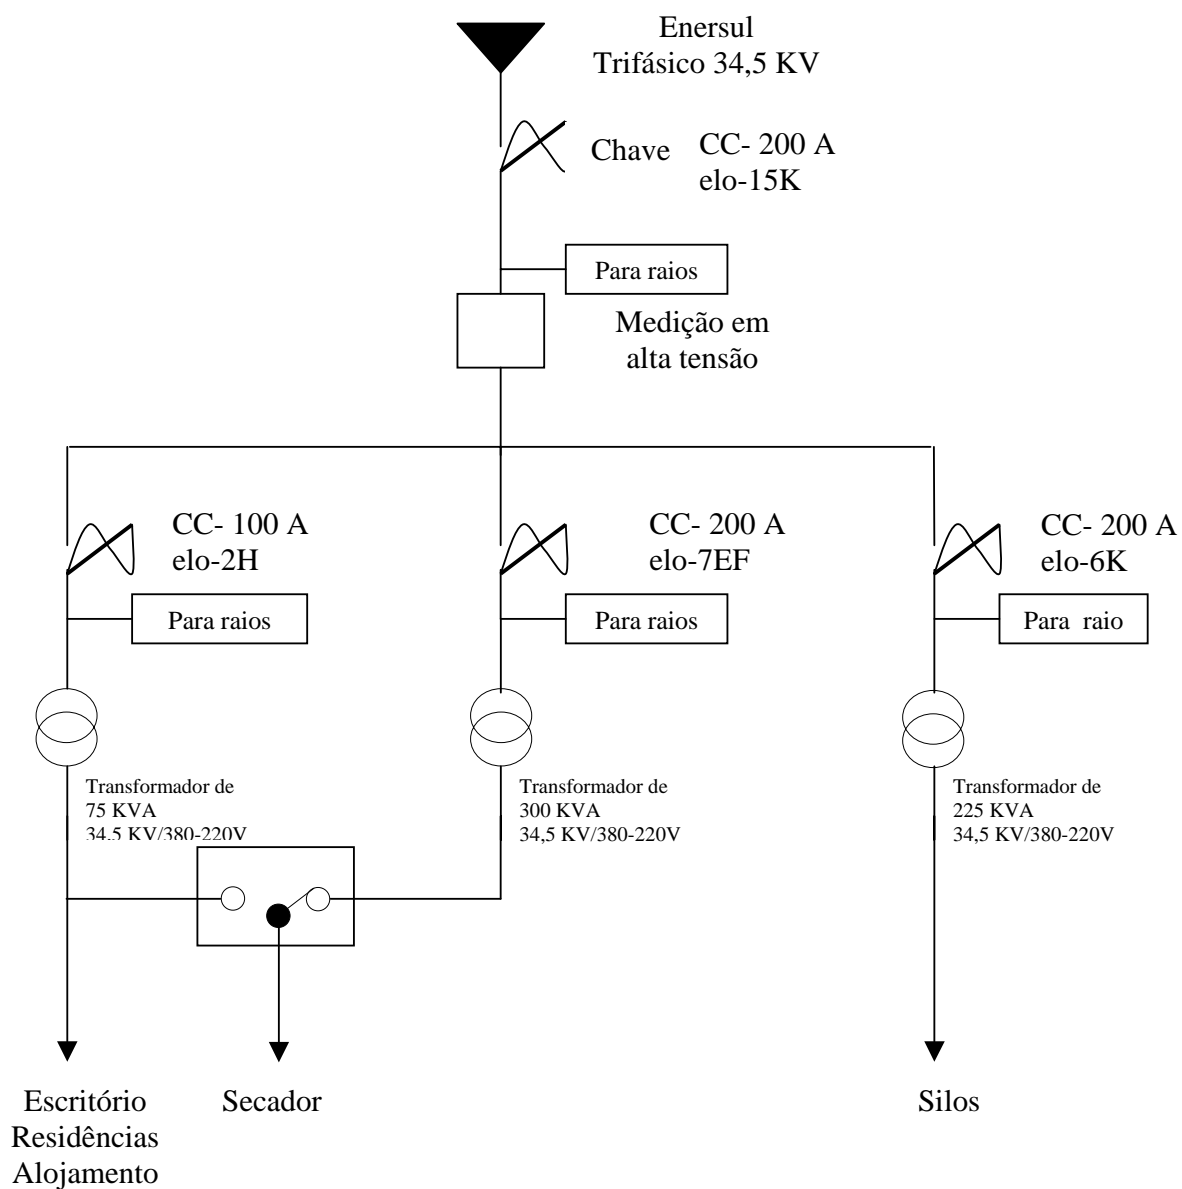 Enersul
Trifásico 34,5 KV
Chave CC- 200 A
elo-15K
Para raios
Medição em
alta tensão
CC- 100 A
elo-2H
CC- 200 A
elo-7EF
CC- 200 A
elo-6K
Para raios
Para raios
Para raio
Transformador de
75 KVA
34,5 KV/380-220V
Transformador de
300 KVA
34,5 KV/380-220V
Transformador de
225 KVA
34,5 KV/380-220V
Escritório
Residências
Alojamento
Secador
Silos